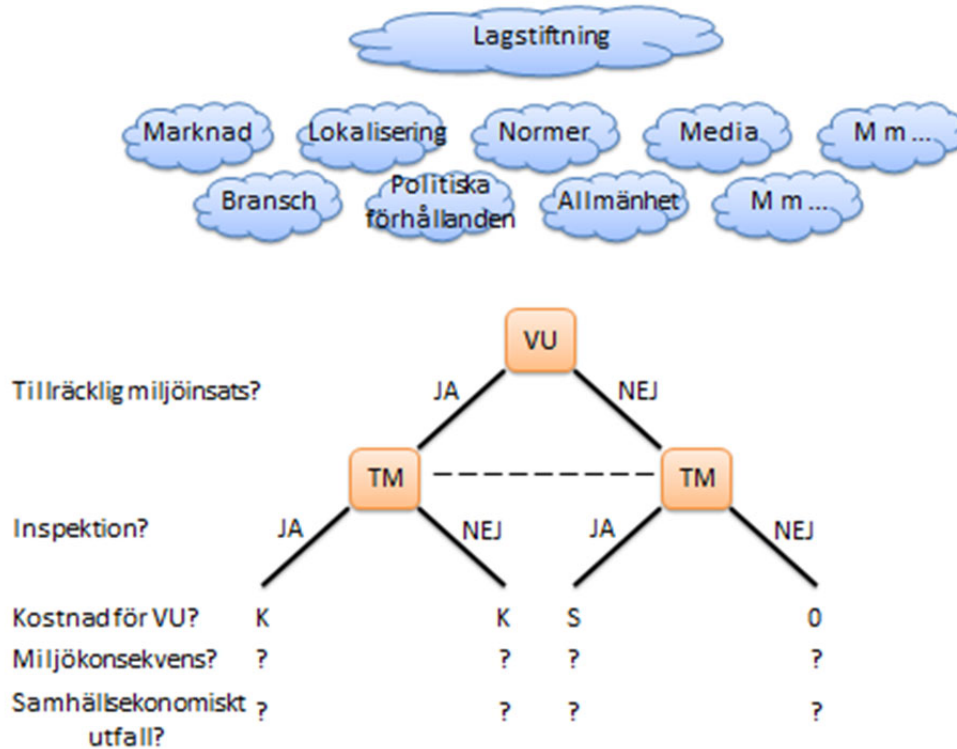 Lagstiftning
Marknad Lokalisering Normer Media M m ...
Bransch Politiska förhållanden Allmänhet M m ...
VU
Tillräcklig miljöinsats? JA NEJ
TM TM
Inspektion? JA NEJ JA NEJ
Kostnad för VU? K K S 0
Miljökonsekvens? ? ? ? ?
Samhällsekonomiskt
utfall? ? ? ? ?